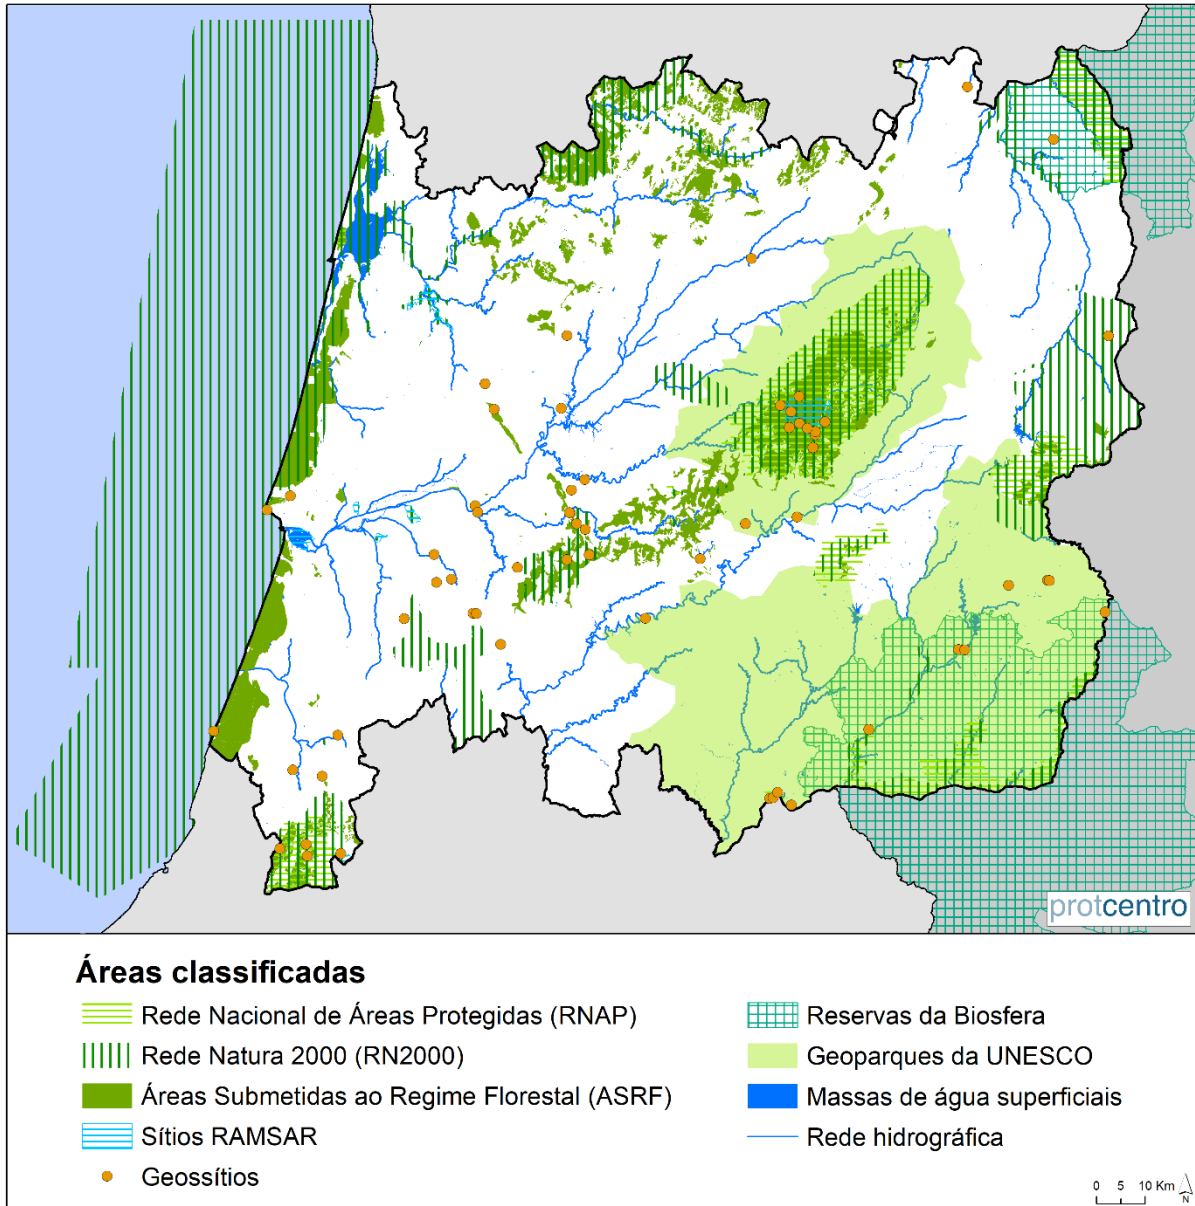 protcentro
Áreas classificadas
Rede Nacional de Áreas Protegidas (RNAP)
Rede Natura 2000 (RN2000)
Áreas Submetidas ao Regime Florestal (ASRF)
Sítios RAMSAR
Geossítios
Reservas da Biosfera
Geoparques da UNESCO
Massas de água superficiais
Rede hidrográfica
0 5 10 Km
N